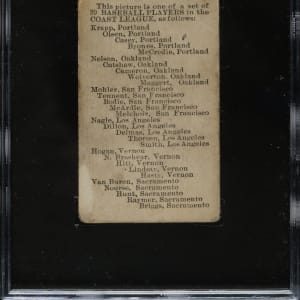 This picture is one of a set of
29 BASEBALL PLAYERS in the
COAST LEAGUE, as follows:
Krapp, Portland
Olsen, Portland
Casey, Portland
Byones, Portland
McCredie, Portland
Nelson, Oakland
Cutshaw, Oakland
Cameron, Oakland
Wolverton, Oakland
Maggert, Oakland
Mohler, San Francisco
Tennent, San Francisco
Bodie, San Francisco
McArdle, San Francisco
Melchoir, San Francisco
Nagle, Los Angeles
Dillon, Los Angeles
Delmas, Los Angeles
Thorsen, Los Angeles
Smith, Los Angeles
Hogan, Vernon
N. Brashear, Vernon
Hitt, Vernon
Lindsay, Vernon
Hasty, Vernon
Van Buren, Sacramento
Nourse, Sacramento
Hunt, Sacramento
Raymer, Sacramento
Briggs, Sacramento